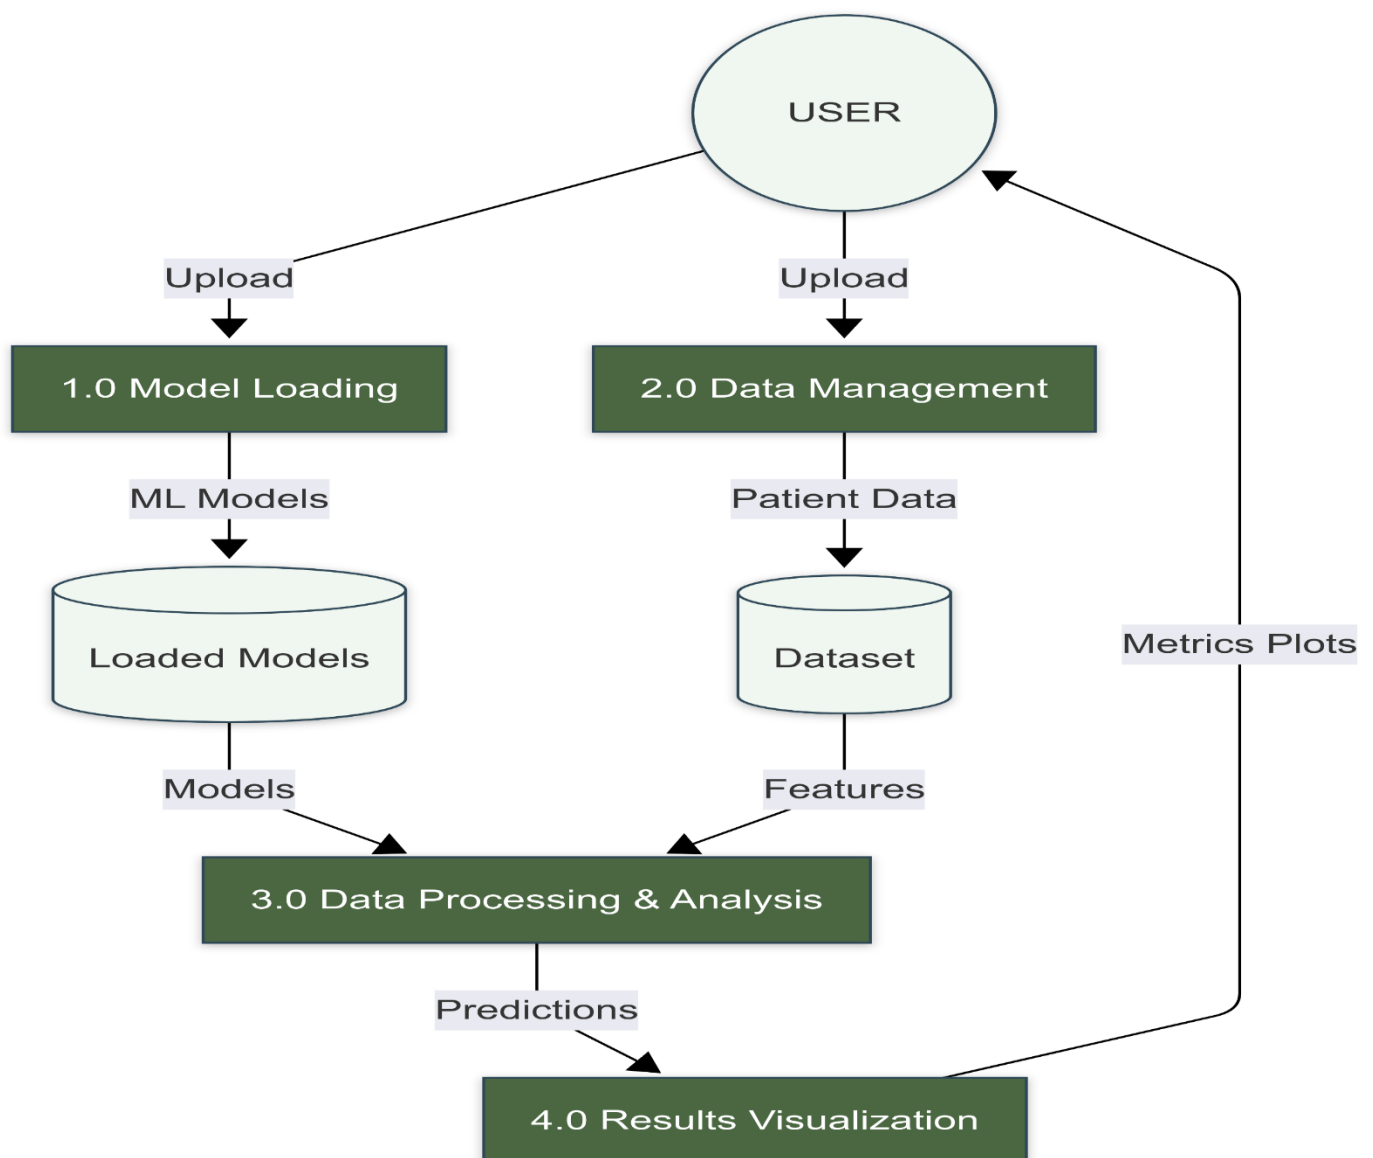 USER
Upload
Upload
1.0 Model Loading
2.0 Data Management
ML Models
Patient Data
Loaded Models
Dataset
Metrics Plots
Models
Features
3.0 Data Processing & Analysis
Predictions
4.0 Results Visualization